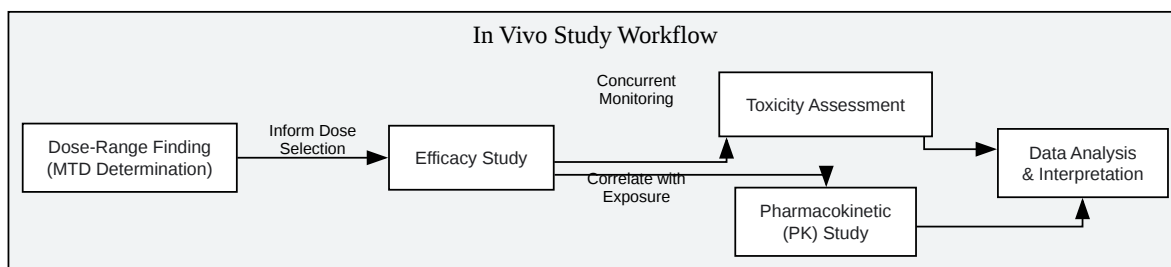 In Vivo Study Workflow
Concurrent
Monitoring
Toxicity Assessment
Inform Dose
Selection
Dose-Range Finding
(MTD Determination)
Efficacy Study
Data Analysis
& Interpretation
Correlate with
Exposure
Pharmacokinetic
(PK) Study